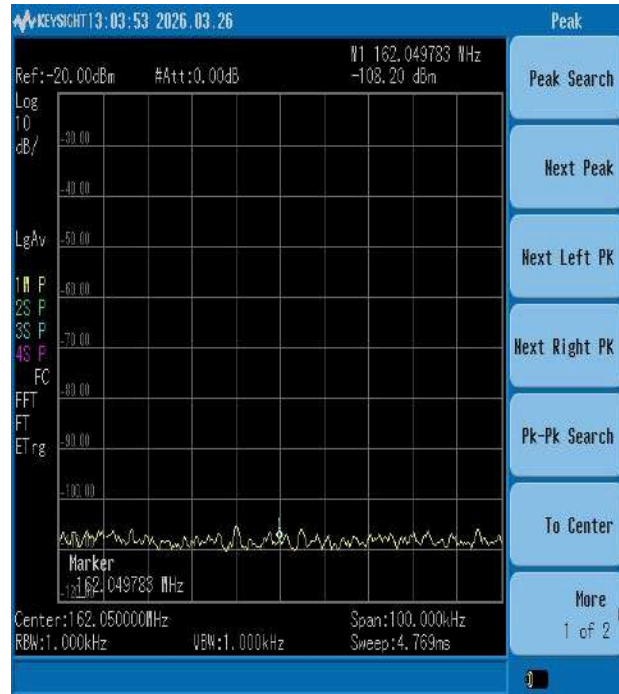 KEYSIGHT 13:03:53 2026.03.26
Peak
M1 162.049783 MHz
Ref:-20.00dBm #Att:0.00dB -108.20 dBm
Log
10
dB/
-30.00
-40.00
LgAv
-50.00
1M P
-60.00
2S P
3S P
-70.00
4S P
FC
-80.00
FFT
FT
-90.00
ETrg
-100.00
Marker
162.049783 MHz
Center:162.050000MHz Span:100.000kHz
RBW:1.000kHz VBW:1.000kHz Sweep:4.769ms
Peak Search
Next Peak
Next Left PK
Next Right PK
Pk-Pk Search
To Center
More
1 of 2